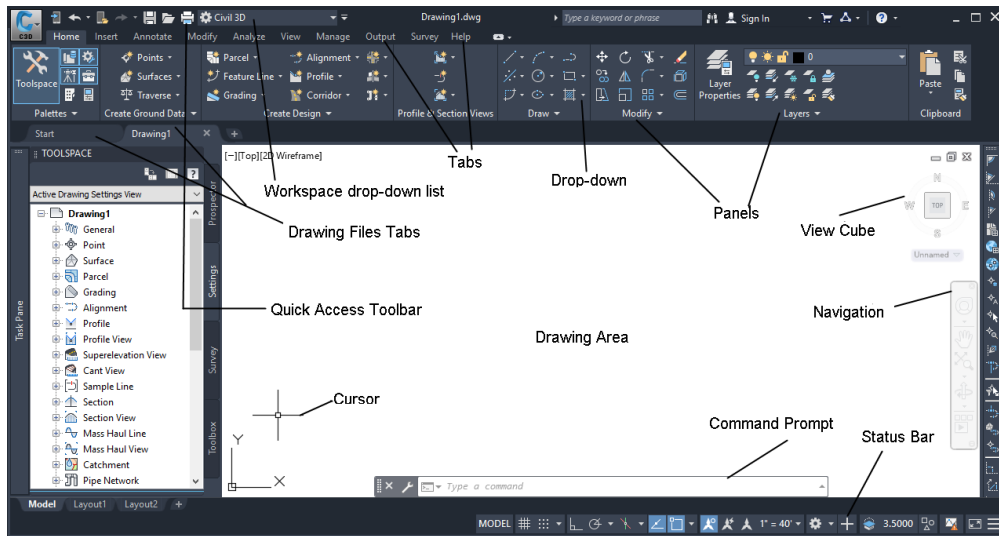 C3D
Civil 3D
Drawing1.dwg
Type a keyword or phrase
Sign In
Home Insert Annotate Modify Analyze View Manage Output Survey Help
Toolspace
Points
Surfaces
Traverse
Parcel
Feature Line
Grading
Alignment
Profile
Corridor
Layer
Properties
0
Paste
Palettes
Create Ground Data
Create Design
Profile & Section Views
Draw
Modify
Layers
Clipboard
Start
Drawing1
TOOLSPACE
Active Drawing Settings View
Drawing1
General
Point
Surface
Parcel
Grading
Alignment
Profile
Profile View
Superelevation View
Cant View
Sample Line
Section
Section View
Mass Haul Line
Mass Haul View
Catchment
Pipe Network
Task Pane
Prospector
Settings
Survey
Toolbox
[−][Top][2D Wireframe]
Tabs
Workspace drop-down list
Drop-down
Panels
Drawing Files Tabs
View Cube
N
W
TOP
E
S
Unnamed
Quick Access Toolbar
Navigation
Drawing Area
Cursor
Command Prompt
Status Bar
Y
X
Type a command
Model Layout1 Layout2 +
MODEL
1" = 40'
3.5000